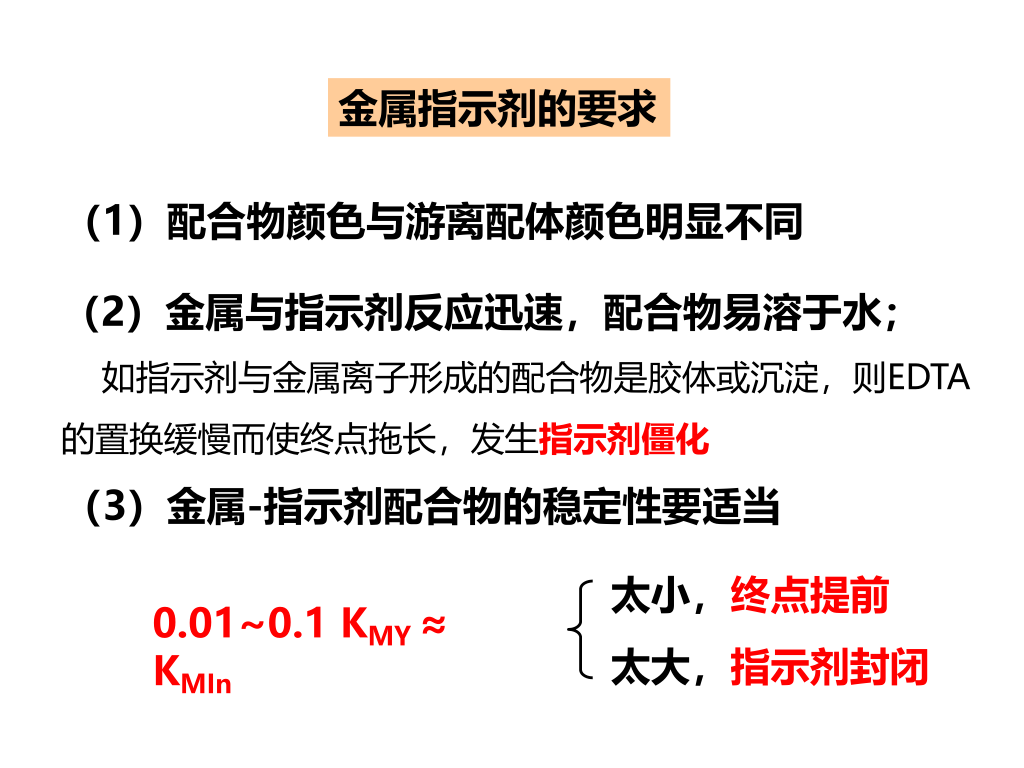 金属指示剂的要求
（1）配合物颜色与游离配体颜色明显不同
（2）金属与指示剂反应迅速，配合物易溶于水；
如指示剂与金属离子形成的配合物是胶体或沉淀，则EDTA
的置换缓慢而使终点拖长，发生指示剂僵化
（3）金属-指示剂配合物的稳定性要适当
0.01~0.1 KMY ≈
KMIn
太小，终点提前
太大，指示剂封闭